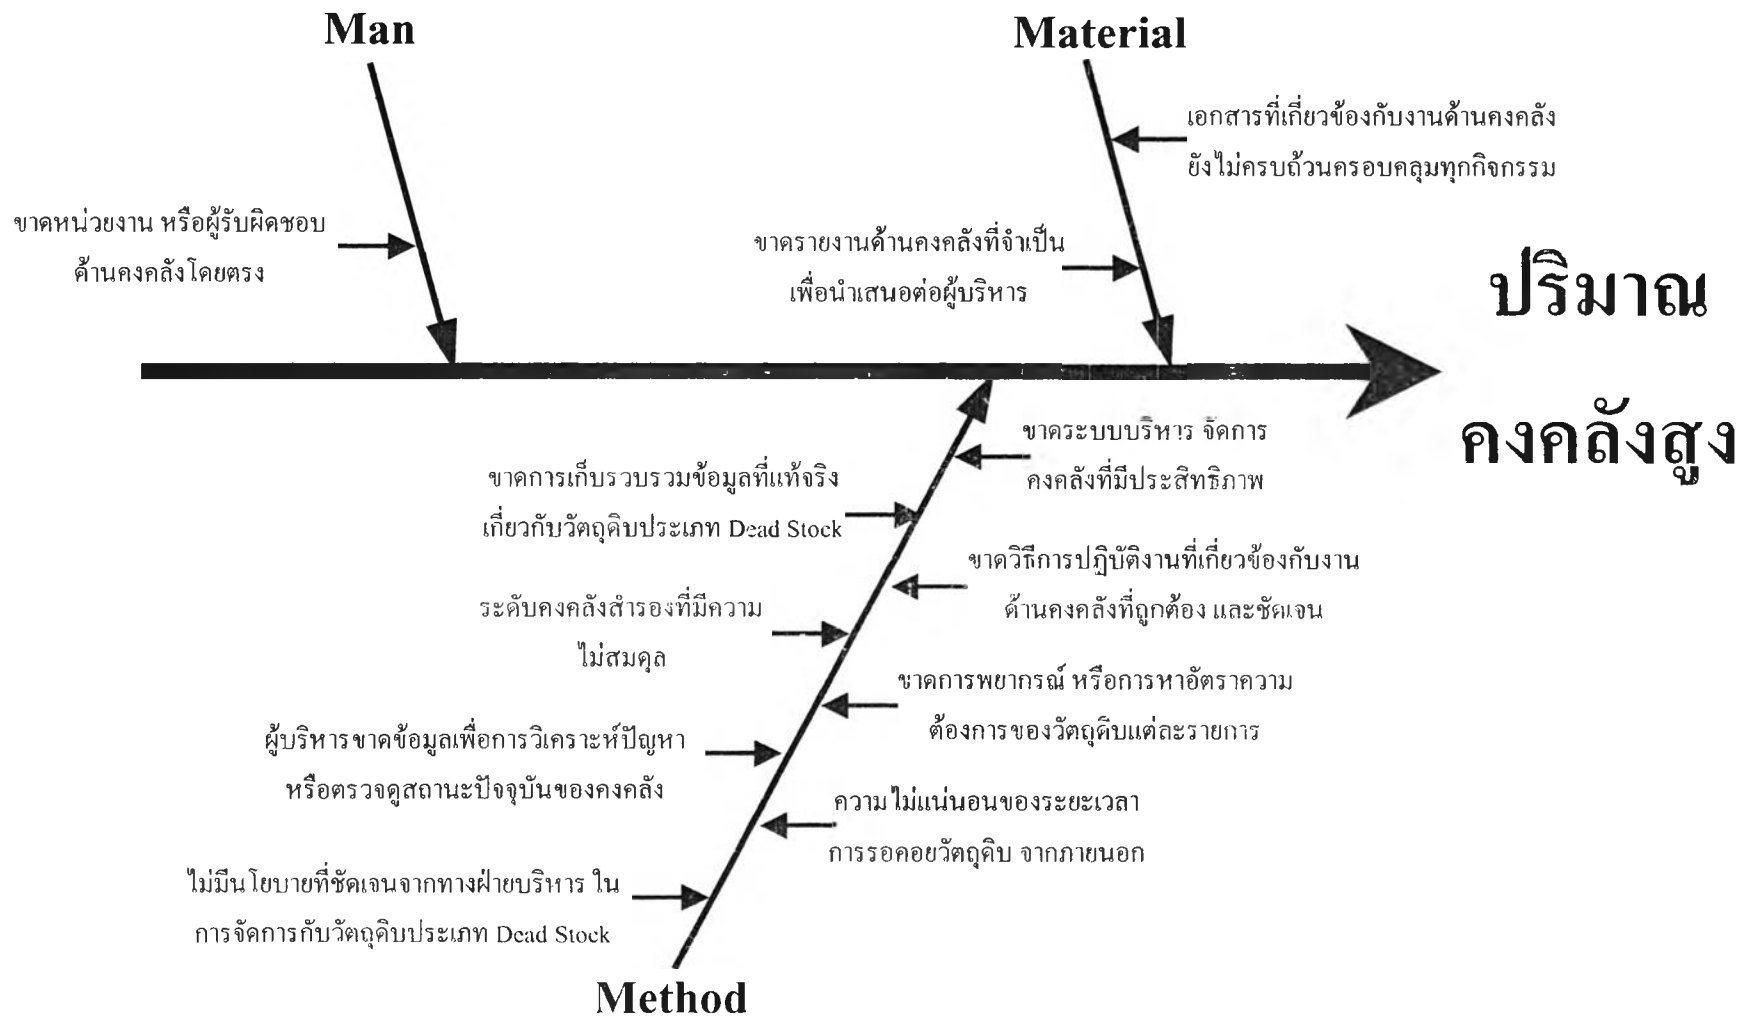 Man
Material
เอกสารที่เกี่ยวข้องกับงานด้านคงคลัง
ยังไม่ครบถ้วนครอบคลุมทุกกิจกรรม
ขาดหน่วยงาน หรือผู้รับผิดชอบ
ด้านคงคลังโดยตรง
ขาดรายงานด้านคงคลังที่จำเป็น
เพื่อนำเสนอต่อผู้บริหาร
ปริมาณ
คงคลังสูง
ขาดระบบบริหาร จัดการ
คงคลังที่มีประสิทธิภาพ
ขาดการเก็บรวบรวมข้อมูลที่แท้จริง
เกี่ยวกับวัตถุดิบประเภท Dead Stock
ขาดวิธีการปฏิบัติงานที่เกี่ยวข้องกับงาน
ด้านคงคลังที่ถูกต้อง และชัดเจน
ระดับคงคลังสำรองที่มีความ
ไม่สมดุล
ขาดการพยากรณ์ หรือการหาอัตราความ
ต้องการของวัตถุดิบแต่ละรายการ
ผู้บริหารขาดข้อมูลเพื่อการวิเคราะห์ปัญหา
หรือตรวจดูสถานะปัจจุบันของคงคลัง
ความไม่แน่นอนของระยะเวลา
การรอคอยวัตถุดิบ จากภายนอก
ไม่มีนโยบายที่ชัดเจนจากทางฝ่ายบริหาร ใน
การจัดการกับวัตถุดิบประเภท Dead Stock
Method